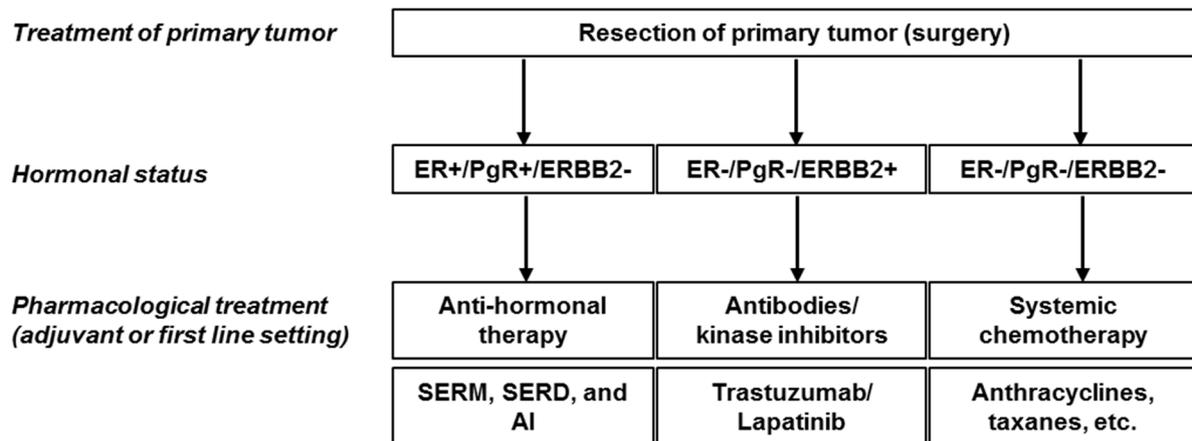 Treatment of primary tumor
Resection of primary tumor (surgery)
Hormonal status
ER+/PgR+/ERBB2-
ER-/PgR-/ERBB2+
ER-/PgR-/ERBB2-
Pharmacological treatment
(adjuvant or first line setting)
Anti-hormonal
therapy
Antibodies/
kinase inhibitors
Systemic
chemotherapy
SERM, SERD, and
AI
Trastuzumab/
Lapatinib
Anthracyclines,
taxanes, etc.